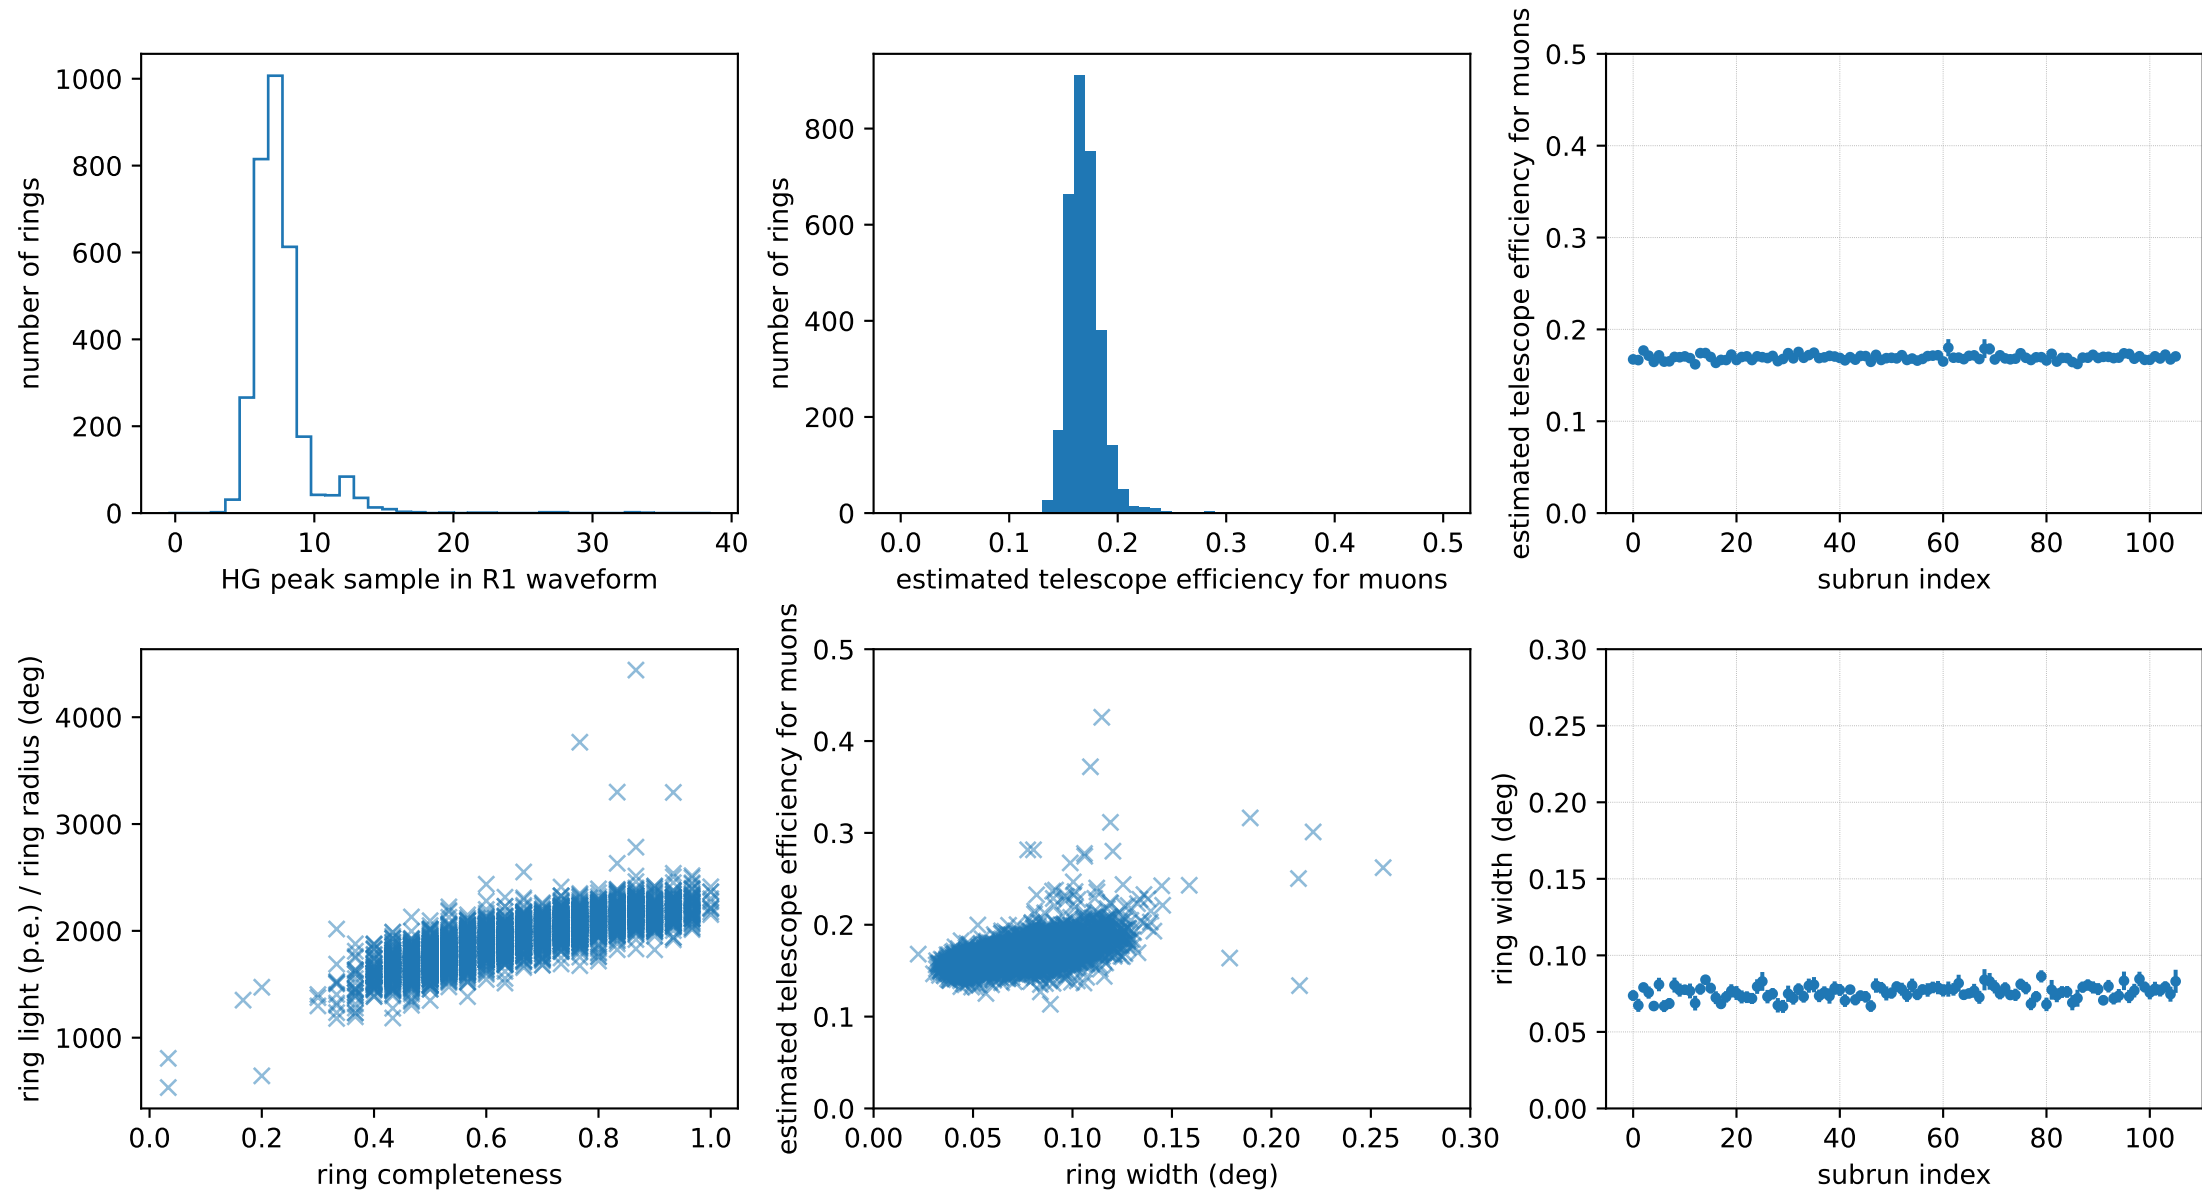 number of rings
1000
800
600
400
200
0
0 10 20 30 40
HG peak sample in R1 waveform
number of rings
800
600
400
200
0
0.0 0.1 0.2 0.3 0.4 0.5
estimated telescope efficiency for muons
estimated telescope efficiency for muons
0.5
0.4
0.3
0.2
0.1
0.0
0 20 40 60 80 100
subrun index
ring light (p.e.) / ring radius (deg)
4000
3000
2000
1000
0.0 0.2 0.4 0.6 0.8 1.0
ring completeness
estimated telescope efficiency for muons
0.5
0.4
0.3
0.2
0.1
0.0
0.00 0.05 0.10 0.15 0.20 0.25 0.30
ring width (deg)
ring width (deg)
0.30
0.25
0.20
0.15
0.10
0.05
0.00
0 20 40 60 80 100
subrun index